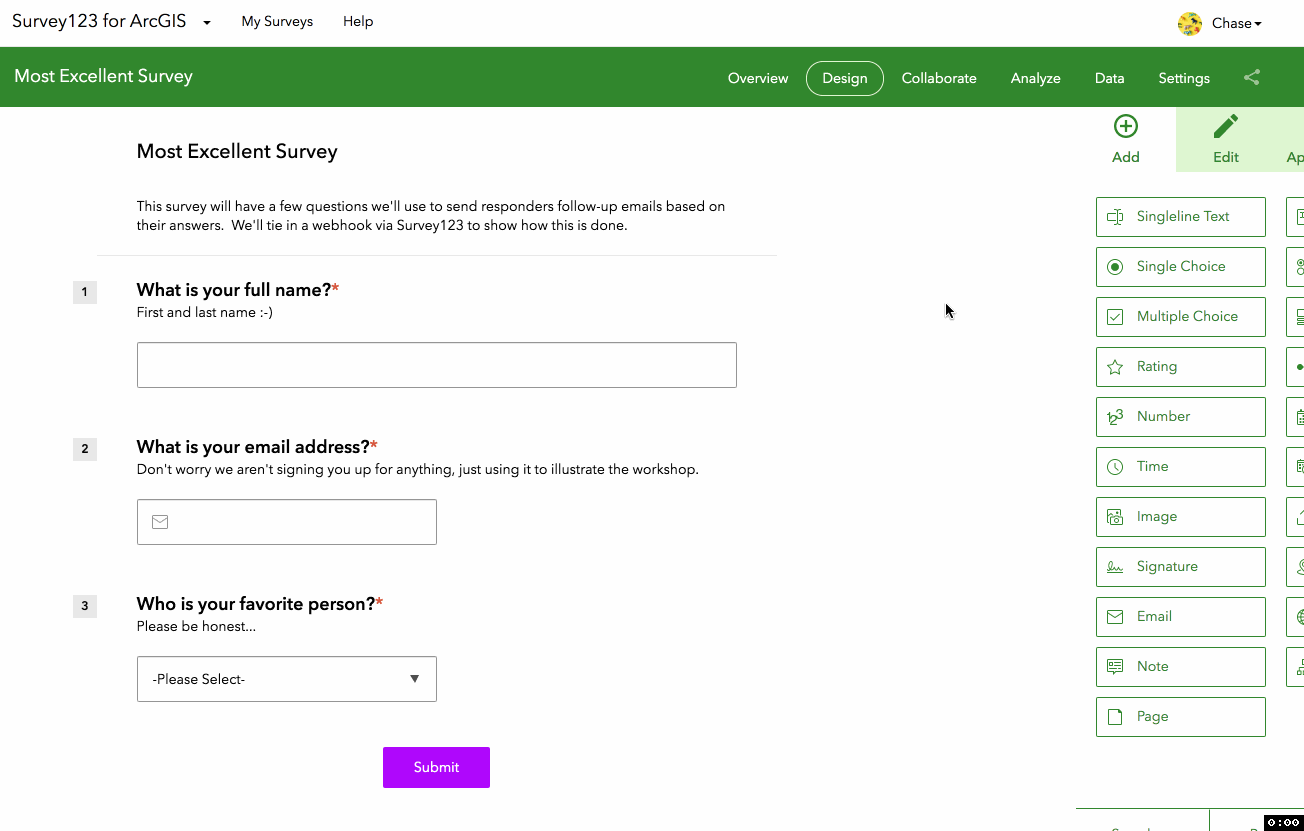 Survey123 for ArcGIS My Surveys Help Chase
Most Excellent Survey Overview Design Collaborate Analyze Data Settings
Add Edit Ap
Most Excellent Survey
This survey will have a few questions we'll use to send responders follow-up emails based on
their answers.  We'll tie in a webhook via Survey123 to show how this is done.
1 What is your full name?*
First and last name :-)
2 What is your email address?*
Don't worry we aren't signing you up for anything, just using it to illustrate the workshop.
3 Who is your favorite person?*
Please be honest...
-Please Select-
Submit
Singleline Text
Single Choice
Multiple Choice
Rating
Number
Time
Image
Signature
Email
Note
Page
0:00